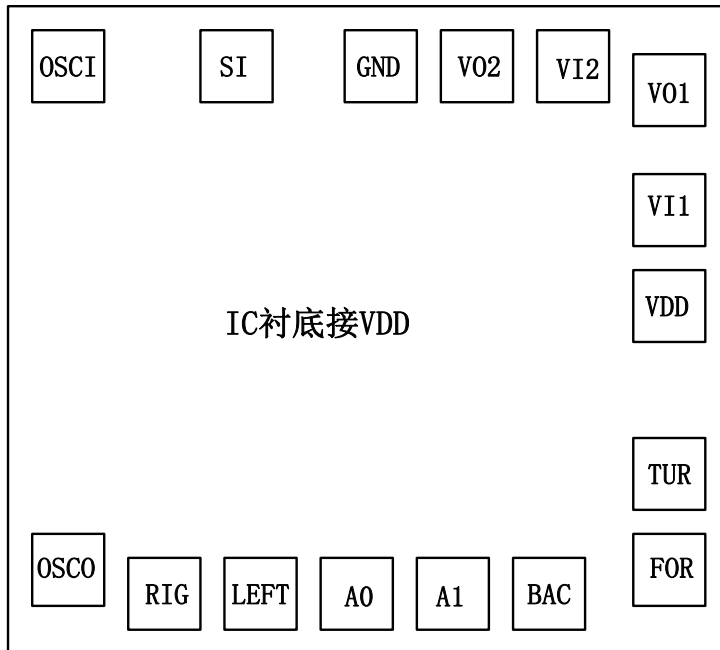 OSCI
SI
GND
VO2
VI2
VO1
VI1
VDD
IC衬底接VDD
TUR
OSCO
RIG
LEFT
A0
A1
BAC
FOR